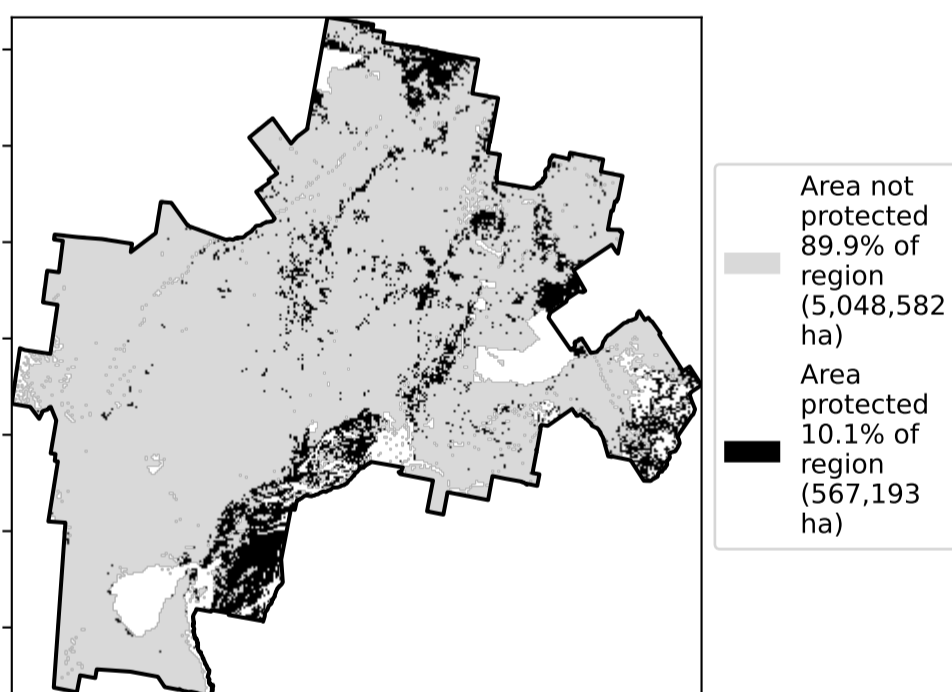 Area not
protected
89.9% of
region
(5,048,582
ha)
Area
protected
10.1% of
region
(567,193
ha)